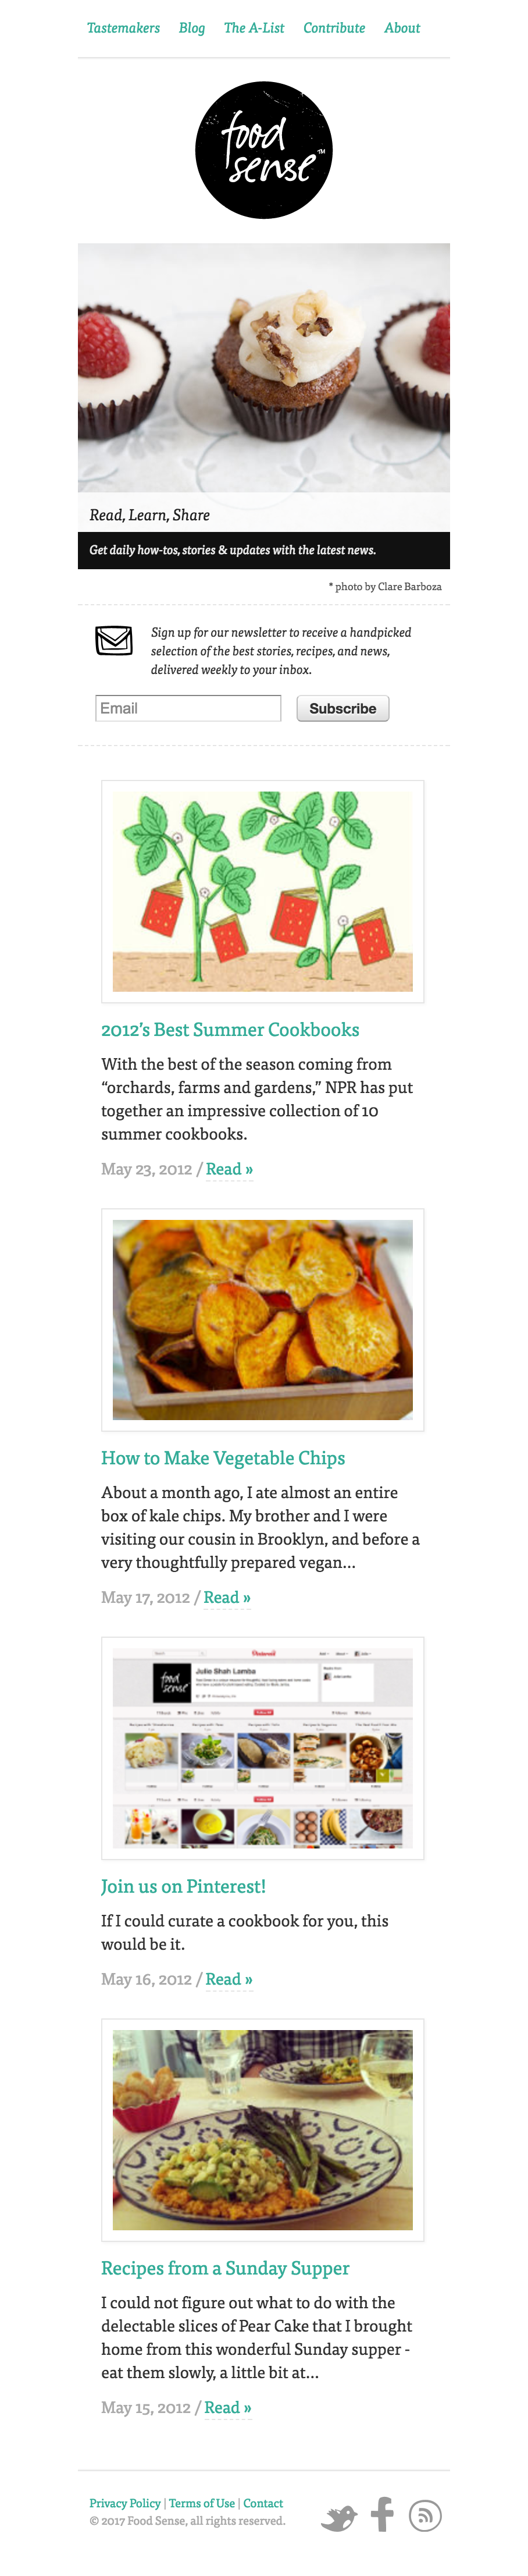 Tastemakers Blog The A-List Contribute About
food
sense™
Read, Learn, Share
Get daily how-tos, stories & updates with the latest news.
* photo by Clare Barboza
Sign up for our newsletter to receive a handpicked
selection of the best stories, recipes, and news,
delivered weekly to your inbox.
Email Subscribe
2012’s Best Summer Cookbooks
With the best of the season coming from
“orchards, farms and gardens,” NPR has put
together an impressive collection of 10
summer cookbooks.
May 23, 2012 / Read »
How to Make Vegetable Chips
About a month ago, I ate almost an entire
box of kale chips. My brother and I were
visiting our cousin in Brooklyn, and before a
very thoughtfully prepared vegan...
May 17, 2012 / Read »
Pinterest
food
sense
Julie Shah Lamba
Join us on Pinterest!
If I could curate a cookbook for you, this
would be it.
May 16, 2012 / Read »
Recipes from a Sunday Supper
I could not figure out what to do with the
delectable slices of Pear Cake that I brought
home from this wonderful Sunday supper -
eat them slowly, a little bit at...
May 15, 2012 / Read »
Privacy Policy | Terms of Use | Contact
© 2017 Food Sense, all rights reserved.